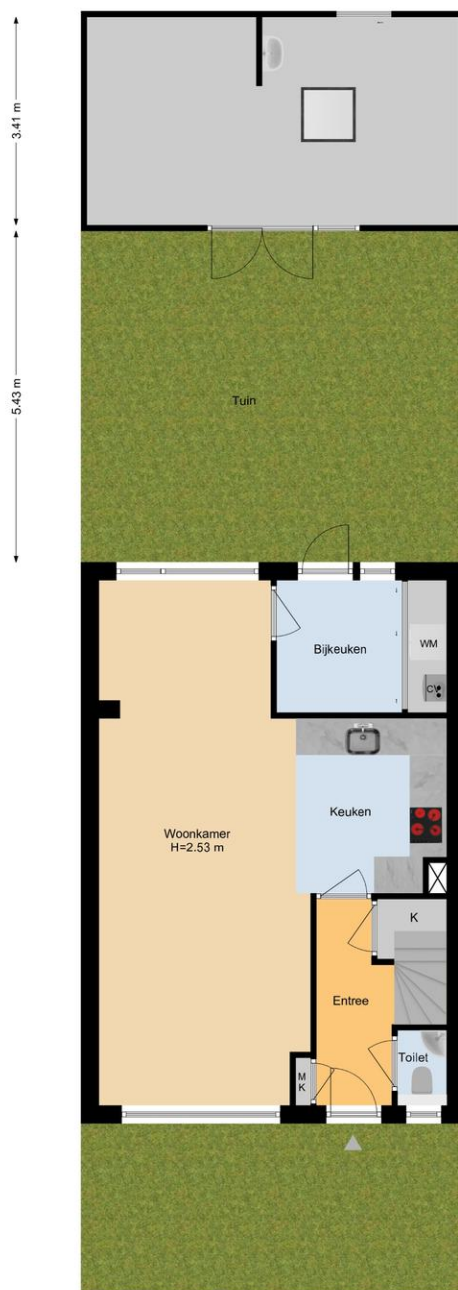 3.41 m
5.43 m
Tuin
Bijkeuken
WM
CV
Keuken
Woonkamer
H=2.53 m
K
Entree
Toilet
M
K